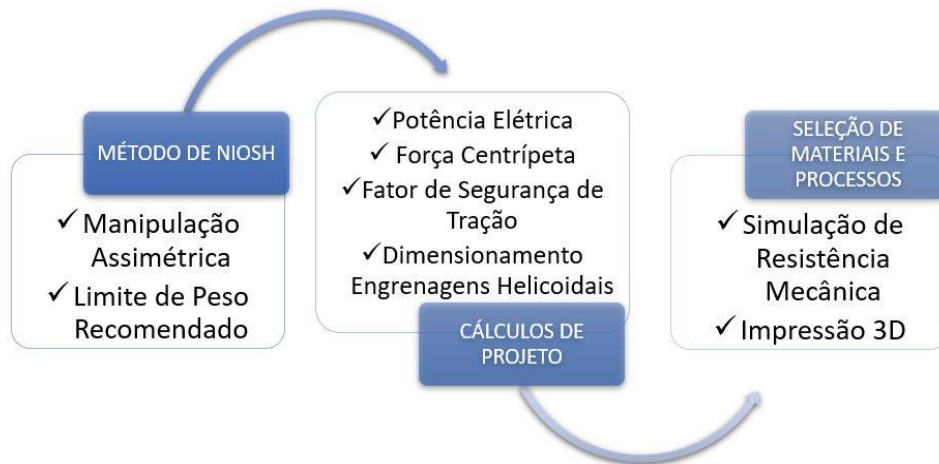 MÉTODO DE NIOSH
✓ Manipulação
Assimétrica
✓ Limite de Peso
Recomendado
✓Potência Elétrica
✓ Força Centrípeta
✓Fator de Segurança de
Tração
✓Dimensionamento
Engrenagens Helicoidais
CÁLCULOS DE
PROJETO
SELEÇÃO DE
MATERIAIS E
PROCESSOS
✓ Simulação de
Resistência
Mecânica
✓ Impressão 3D